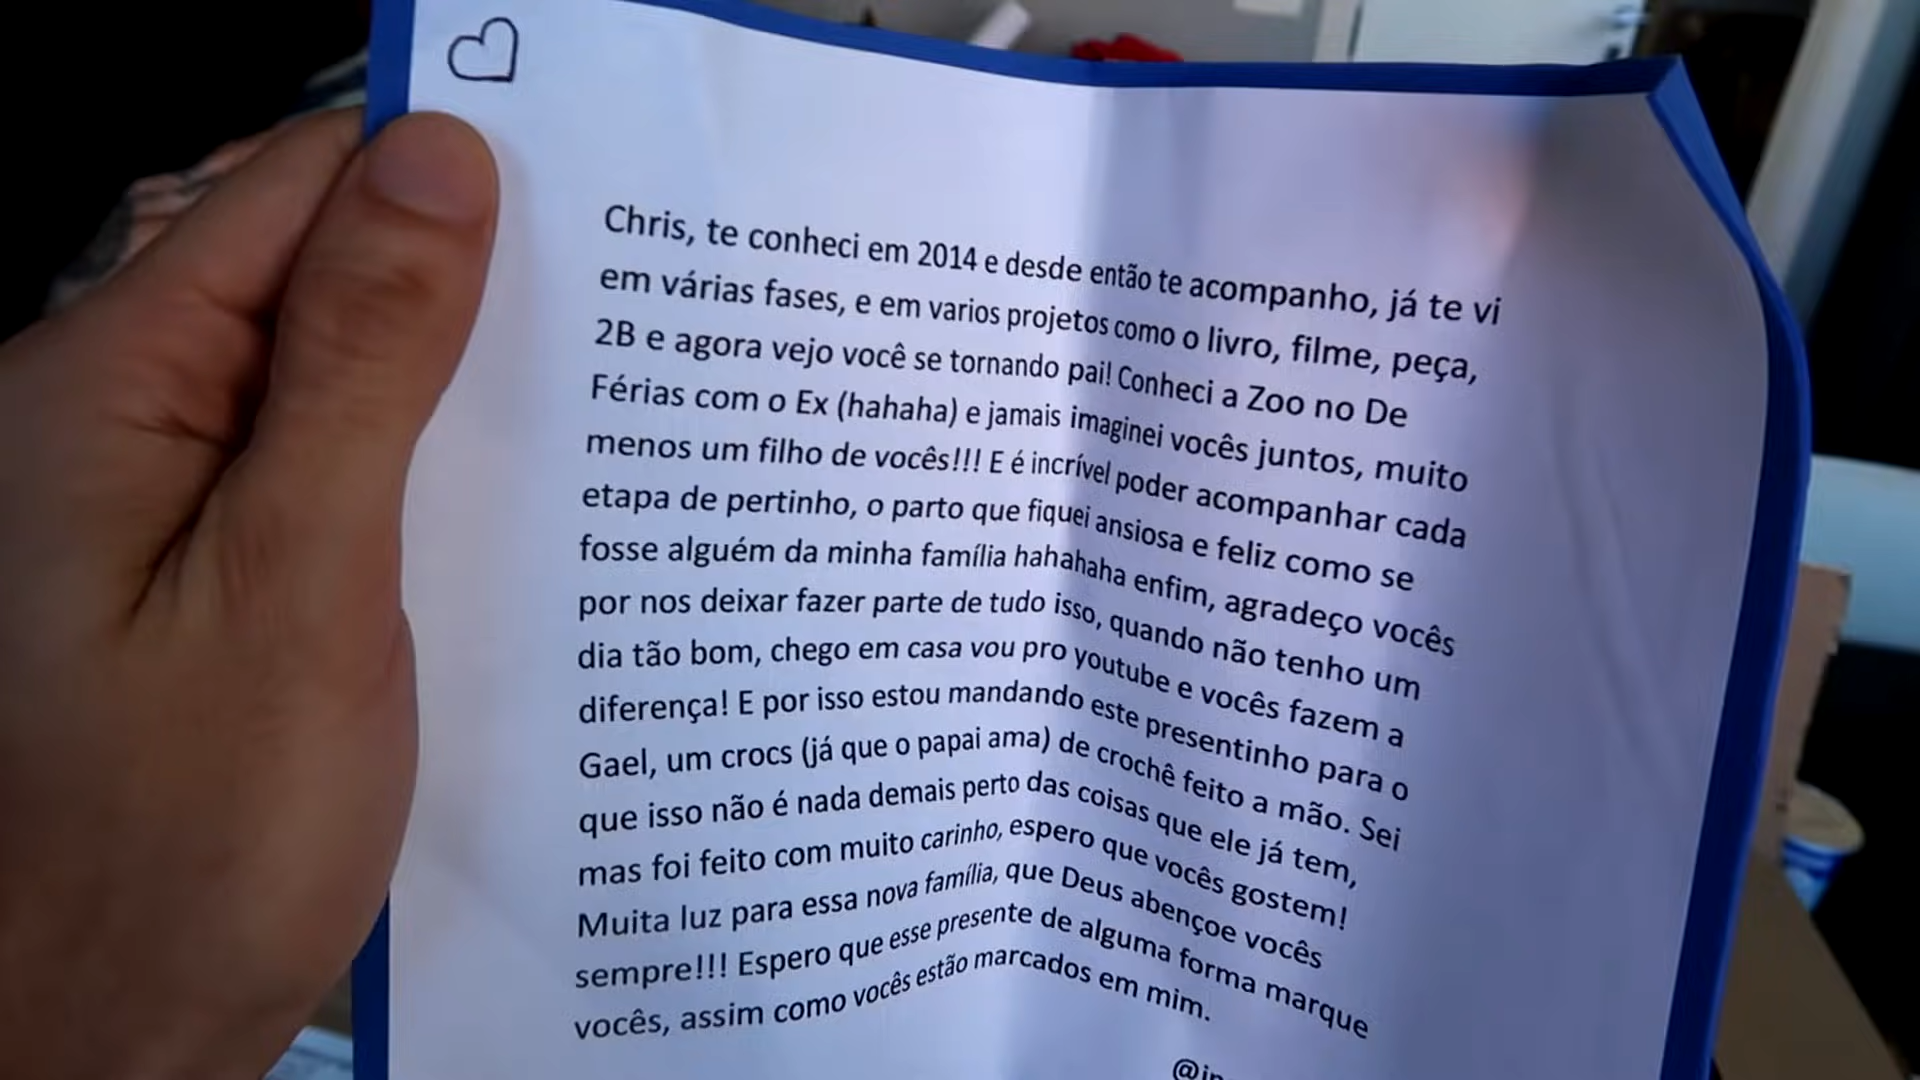 Chris, te conheci em 2014 e desde então te acompanho, já te vi
em várias fases, e em varios projetos como o livro, filme, peça,
2B e agora vejo você se tornando pai! Conheci a Zoo no De
Férias com o Ex (hahaha) e jamais imaginei vocês juntos, muito
menos um filho de vocês!!! E é incrível poder acompanhar cada
etapa de pertinho, o parto que fiquei ansiosa e feliz como se
fosse alguém da minha família hahahaha enfim, agradeço vocês
por nos deixar fazer parte de tudo isso, quando não tenho um
dia tão bom, chego em casa vou pro youtube e vocês fazem a
diferença! E por isso estou mandando este presentinho para o
Gael, um crocs (já que o papai ama) de crochê feito a mão. Sei
que isso não é nada demais perto das coisas que ele já tem,
mas foi feito com muito carinho, espero que vocês gostem!
Muita luz para essa nova família, que Deus abençoe vocês
sempre!!! Espero que esse presente de alguma forma marque
vocês, assim como vocês estão marcados em mim.